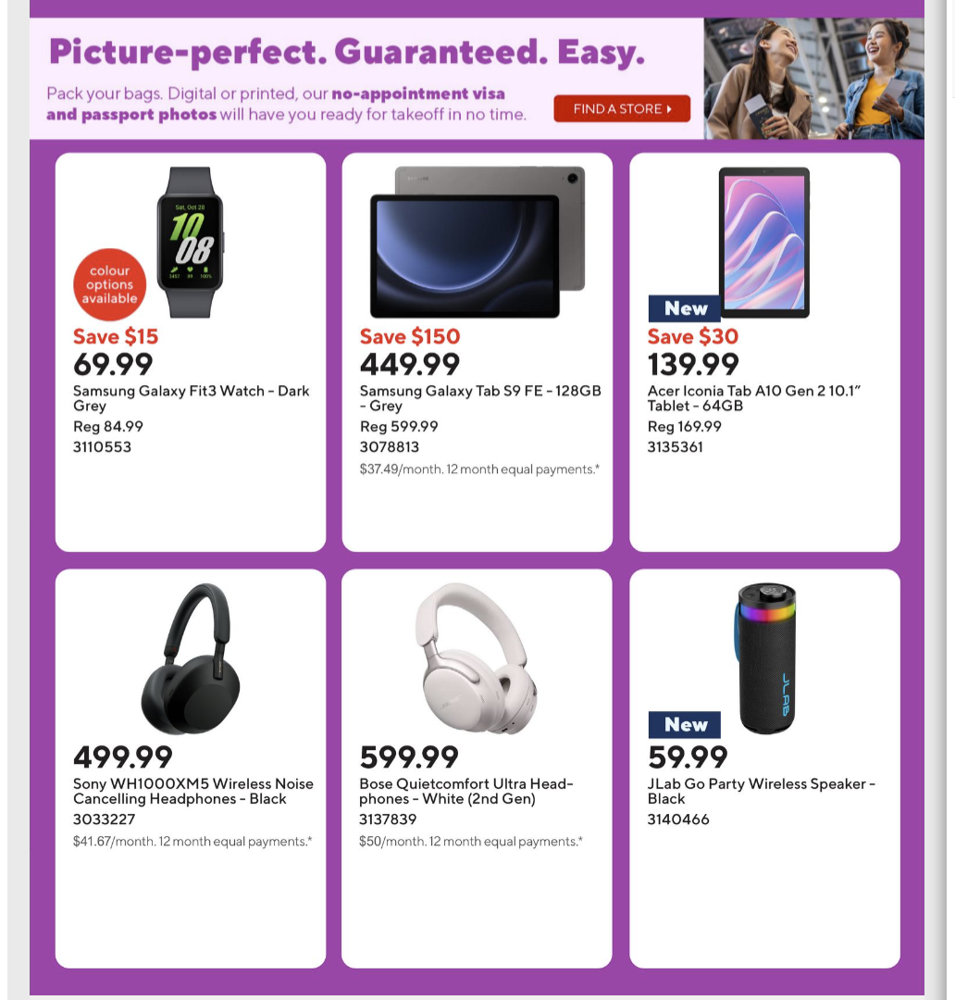 Picture-perfect. Guaranteed. Easy.
Pack your bags. Digital or printed, our no-appointment visa
and passport photos will have you ready for takeoff in no time.
FIND A STORE
Sat, Oct 28
10
08
colour
options
available
Save $15
69.99
Samsung Galaxy Fit3 Watch - Dark
Grey
Reg 84.99
3110553
Save $150
449.99
Samsung Galaxy Tab S9 FE - 128GB
- Grey
Reg 599.99
3078813
$37.49/month. 12 month equal payments.*
New
Save $30
139.99
Acer Iconia Tab A10 Gen 2 10.1”
Tablet - 64GB
Reg 169.99
3135361
499.99
Sony WH1000XM5 Wireless Noise
Cancelling Headphones - Black
3033227
$41.67/month. 12 month equal payments.*
599.99
Bose Quietcomfort Ultra Head-
phones - White (2nd Gen)
3137839
$50/month. 12 month equal payments.*
JLAB
New
59.99
JLab Go Party Wireless Speaker -
Black
3140466